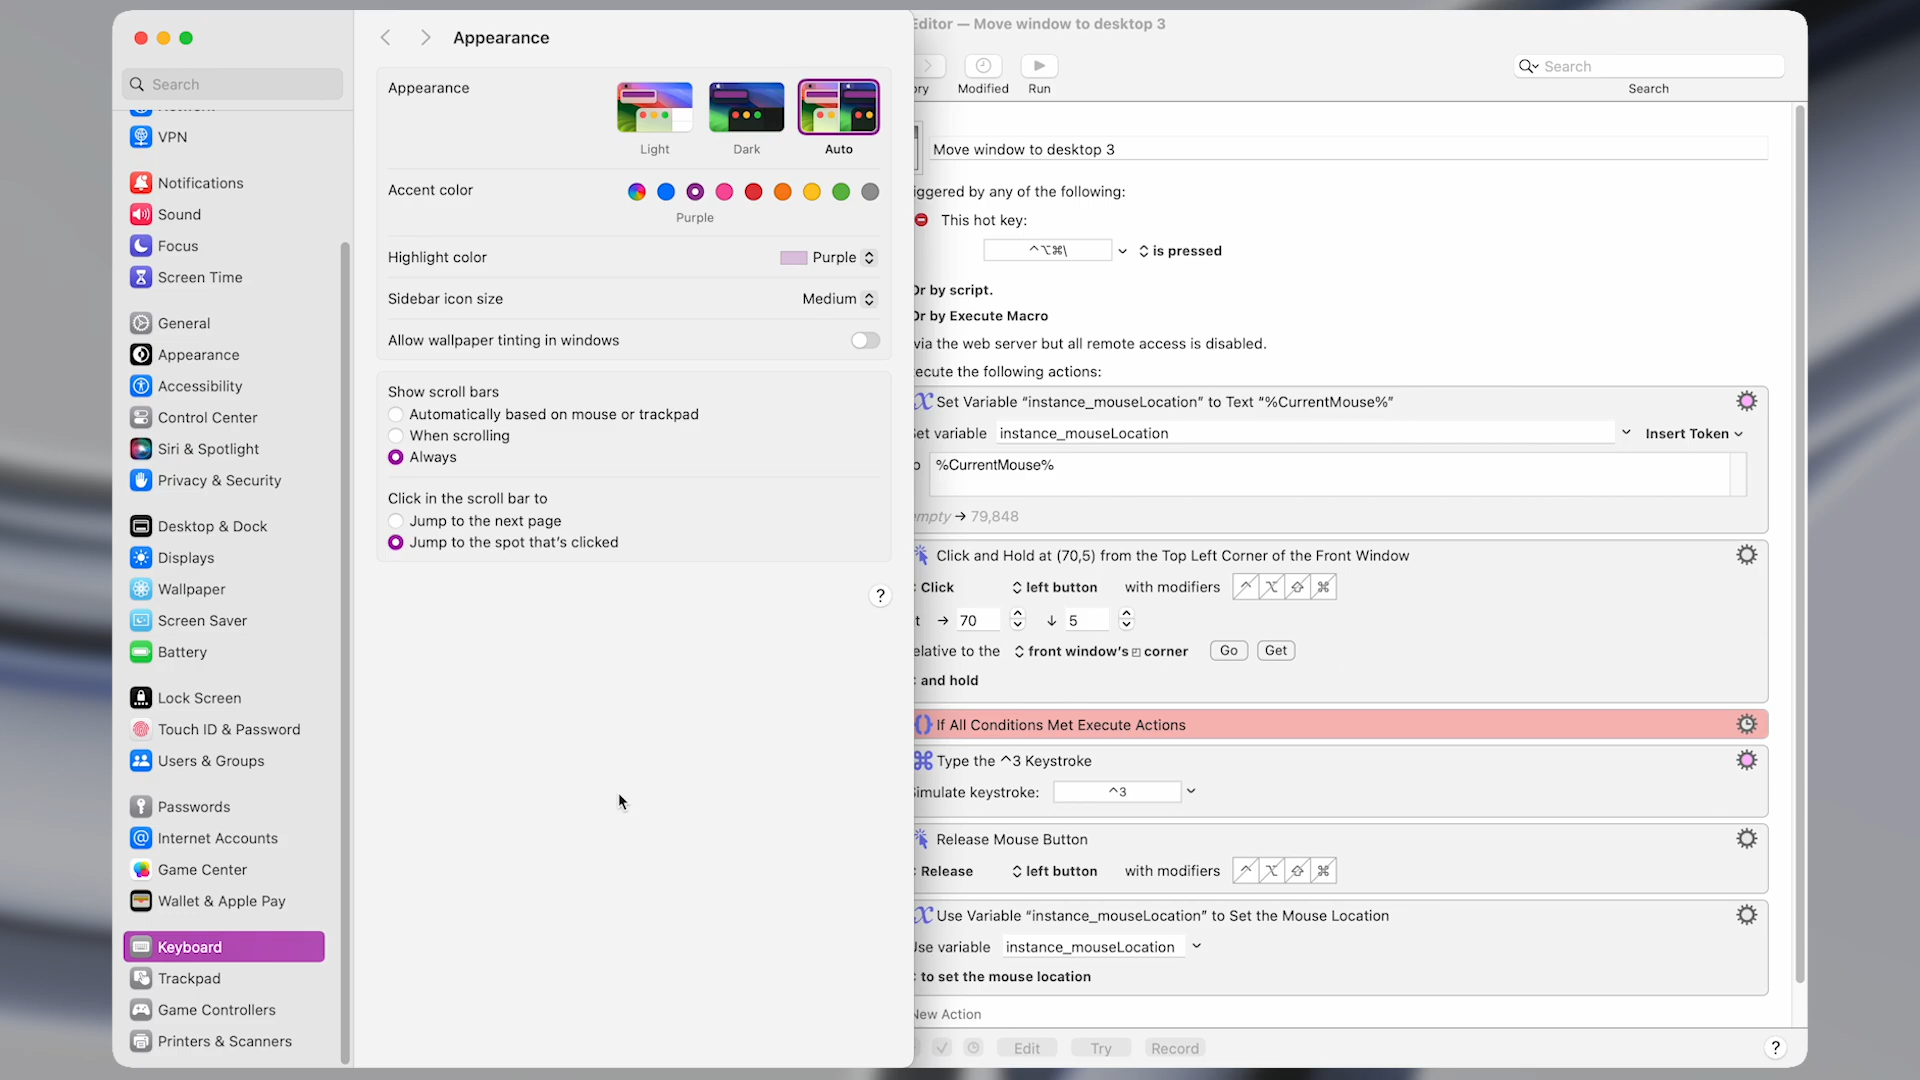 Appearance
Search
VPN
Notifications
Sound
Focus
Screen Time
General
Appearance
Accessibility
Control Center
Siri & Spotlight
Privacy & Security
Desktop & Dock
Displays
Wallpaper
Screen Saver
Battery
Lock Screen
Touch ID & Password
Users & Groups
Passwords
Internet Accounts
Game Center
Wallet & Apple Pay
Keyboard
Trackpad
Game Controllers
Printers & Scanners
Appearance
Light
Dark
Auto
Accent color
Purple
Highlight color
Purple
Sidebar icon size
Medium
Allow wallpaper tinting in windows
Show scroll bars
Automatically based on mouse or trackpad
When scrolling
Always
Click in the scroll bar to
Jump to the next page
Jump to the spot that's clicked
?
Editor — Move window to desktop 3
ory
Modified
Run
Search
Search
Move window to desktop 3
iggered by any of the following:
This hot key:
^⌥⌘\
is pressed
Or by script.
Or by Execute Macro
via the web server but all remote access is disabled.
ecute the following actions:
Set Variable “instance_mouseLocation” to Text “%CurrentMouse%”
et variable instance_mouseLocation Insert Token
o %CurrentMouse%
empty → 79,848
Click and Hold at (70,5) from the Top Left Corner of the Front Window
Click left button with modifiers ^ ⌥ ⇧ ⌘
t → 70 ↓ 5
elative to the front window's corner Go Get
and hold
If All Conditions Met Execute Actions
Type the ^3 Keystroke
imulate keystroke: ^3
Release Mouse Button
Release left button with modifiers ^ ⌥ ⇧ ⌘
Use Variable “instance_mouseLocation” to Set the Mouse Location
Use variable instance_mouseLocation
to set the mouse location
New Action
Edit Try Record
?